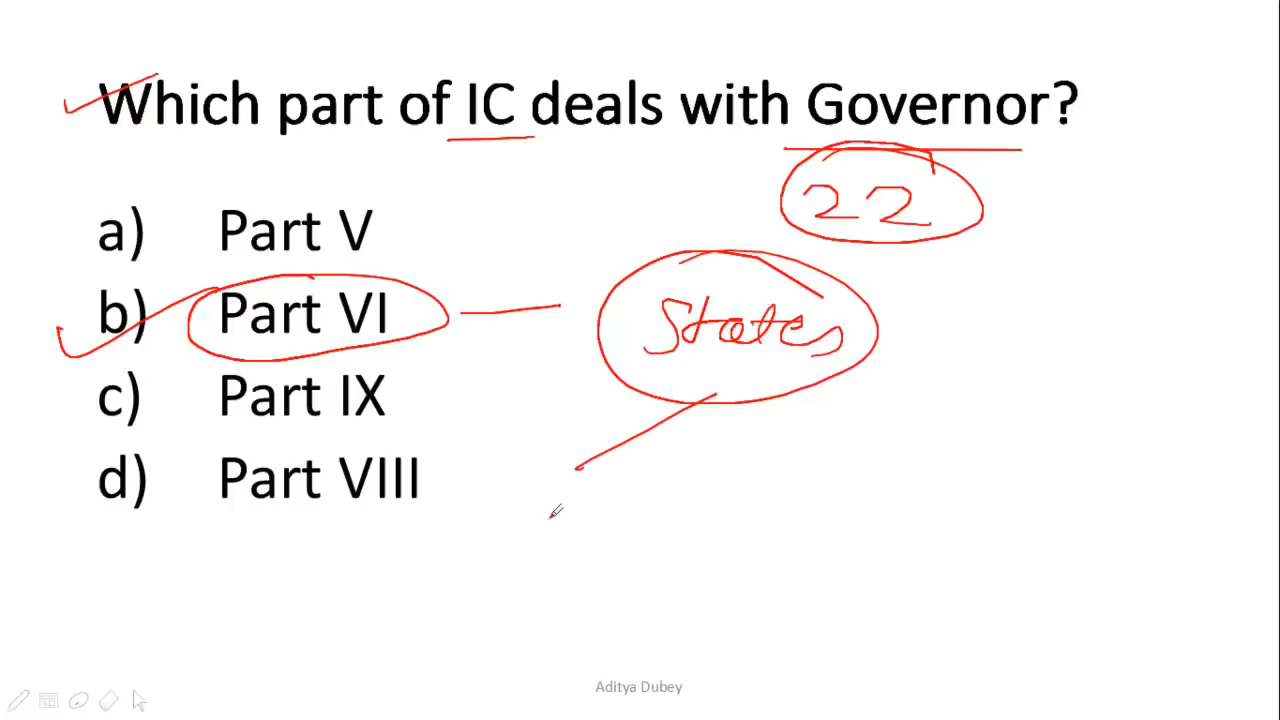 Which part of IC deals with Governor?
22
a) Part V
b) Part VI
States
c) Part IX
d) Part VIII
Aditya Dubey